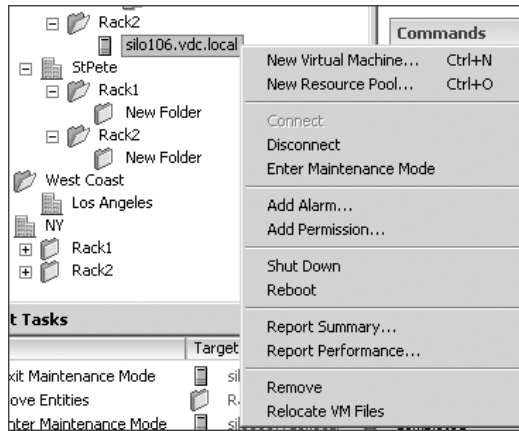 Rack2
silo106.vdc.local
StPete
Rack1
New Folder
Rack2
New Folder
West Coast
Los Angeles
NY
Rack1
Rack2
Commands
New Virtual Machine... Ctrl+N
New Resource Pool... Ctrl+O
Connect
Disconnect
Enter Maintenance Mode
Add Alarm...
Add Permission...
Shut Down
Reboot
Report Summary...
Report Performance...
Remove
Relocate VM Files
t Tasks
Target
xit Maintenance Mode
ove Entities
nter Maintenance Mode